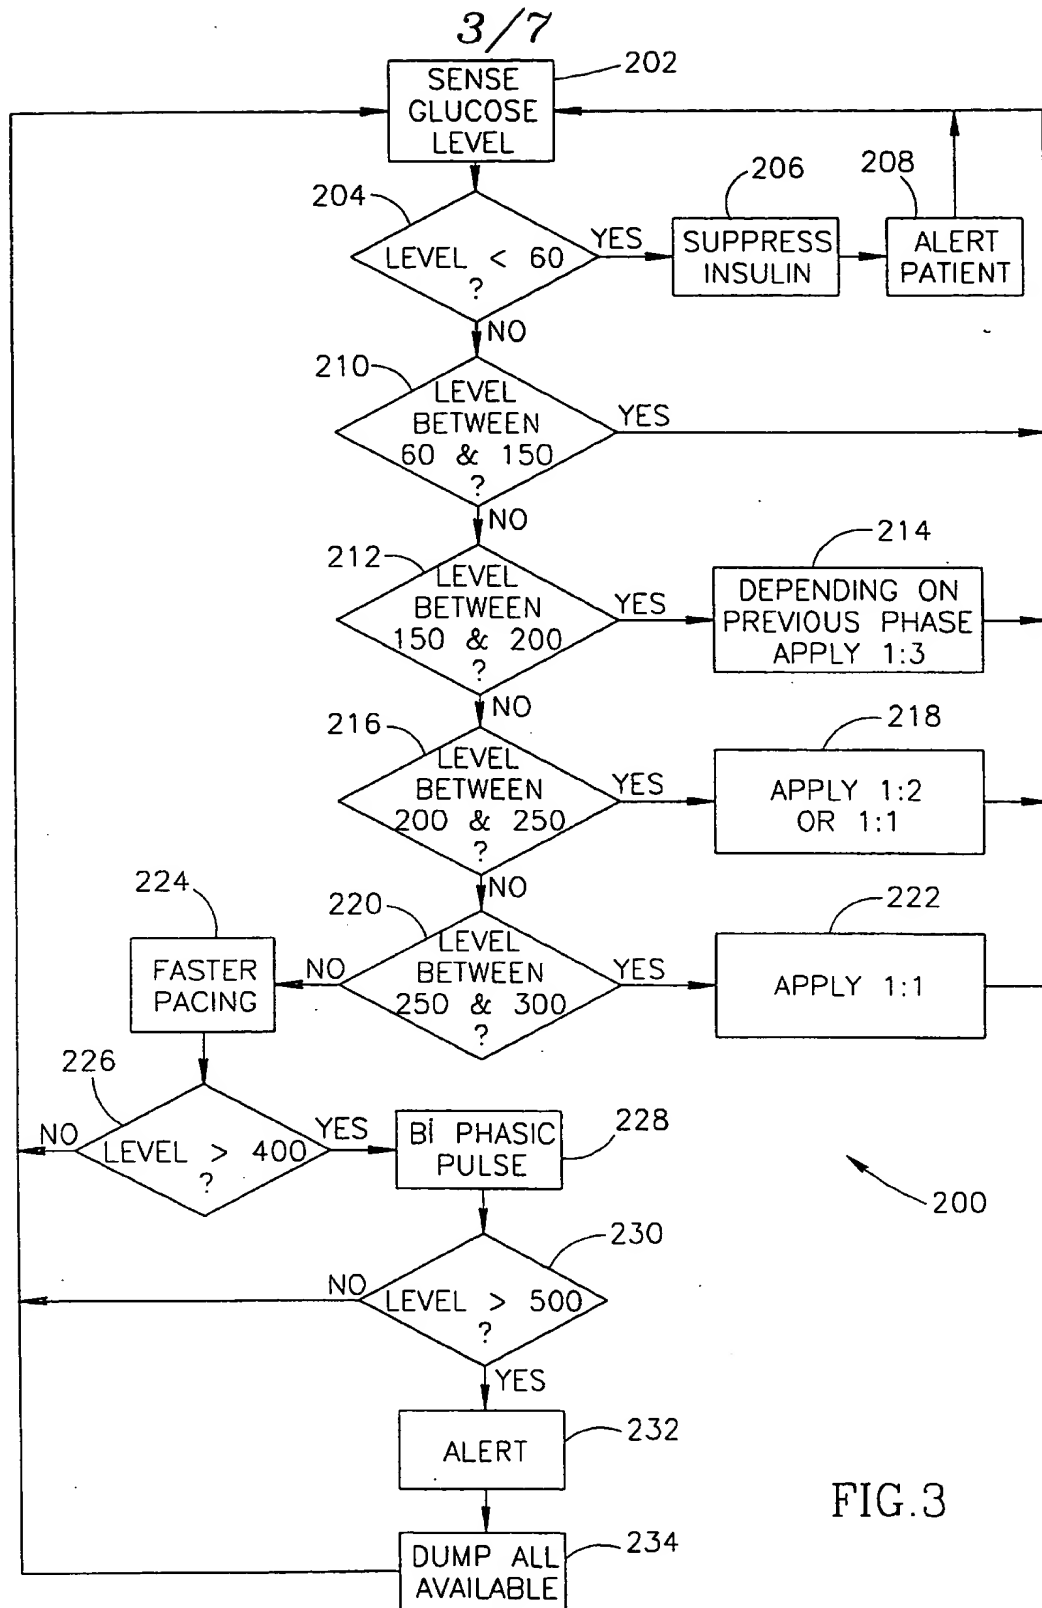 3/7
SENSE
GLUCOSE
LEVEL
202
204
LEVEL < 60
?
YES
206
SUPPRESS
INSULIN
208
ALERT
PATIENT
NO
210
LEVEL
BETWEEN
60 & 150
?
YES
NO
212
LEVEL
BETWEEN
150 & 200
?
YES
214
DEPENDING ON
PREVIOUS PHASE
APPLY 1:3
NO
216
LEVEL
BETWEEN
200 & 250
?
YES
218
APPLY 1:2
OR 1:1
NO
220
LEVEL
BETWEEN
250 & 300
?
YES
222
APPLY 1:1
NO
224
FASTER
PACING
226
LEVEL > 400
?
NO
YES
BI PHASIC
PULSE
228
200
230
LEVEL > 500
?
NO
YES
ALERT
232
DUMP ALL
AVAILABLE
234
FIG.3